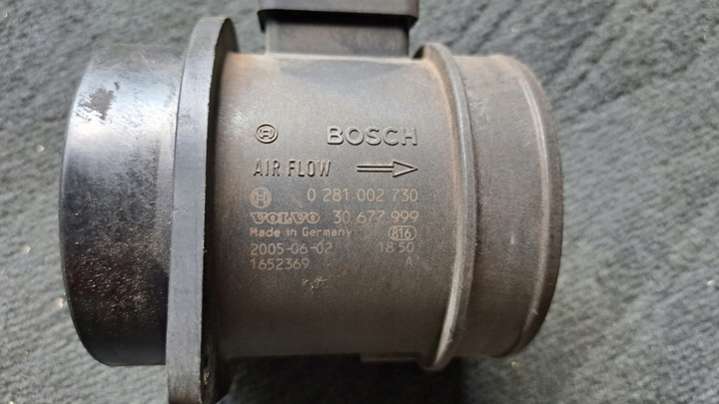 BOSCH
AIR FLOW
0 281 002 730
VOLVO 30 677 999
Made in Germany 816
2005-06-02 18 50
1652369 A